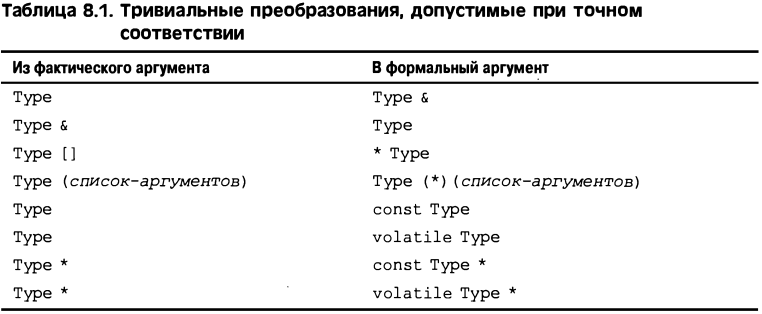 Таблица 8.1. Тривиальные преобразования, допустимые при точном
соответствии
Из фактического аргумента В формальный аргумент
Type Type &
Type & Type
Type [] * Type
Type (список-аргументов) Type (*)(список-аргументов)
Type const Type
Type volatile Type
Type * const Type *
Type * volatile Type *